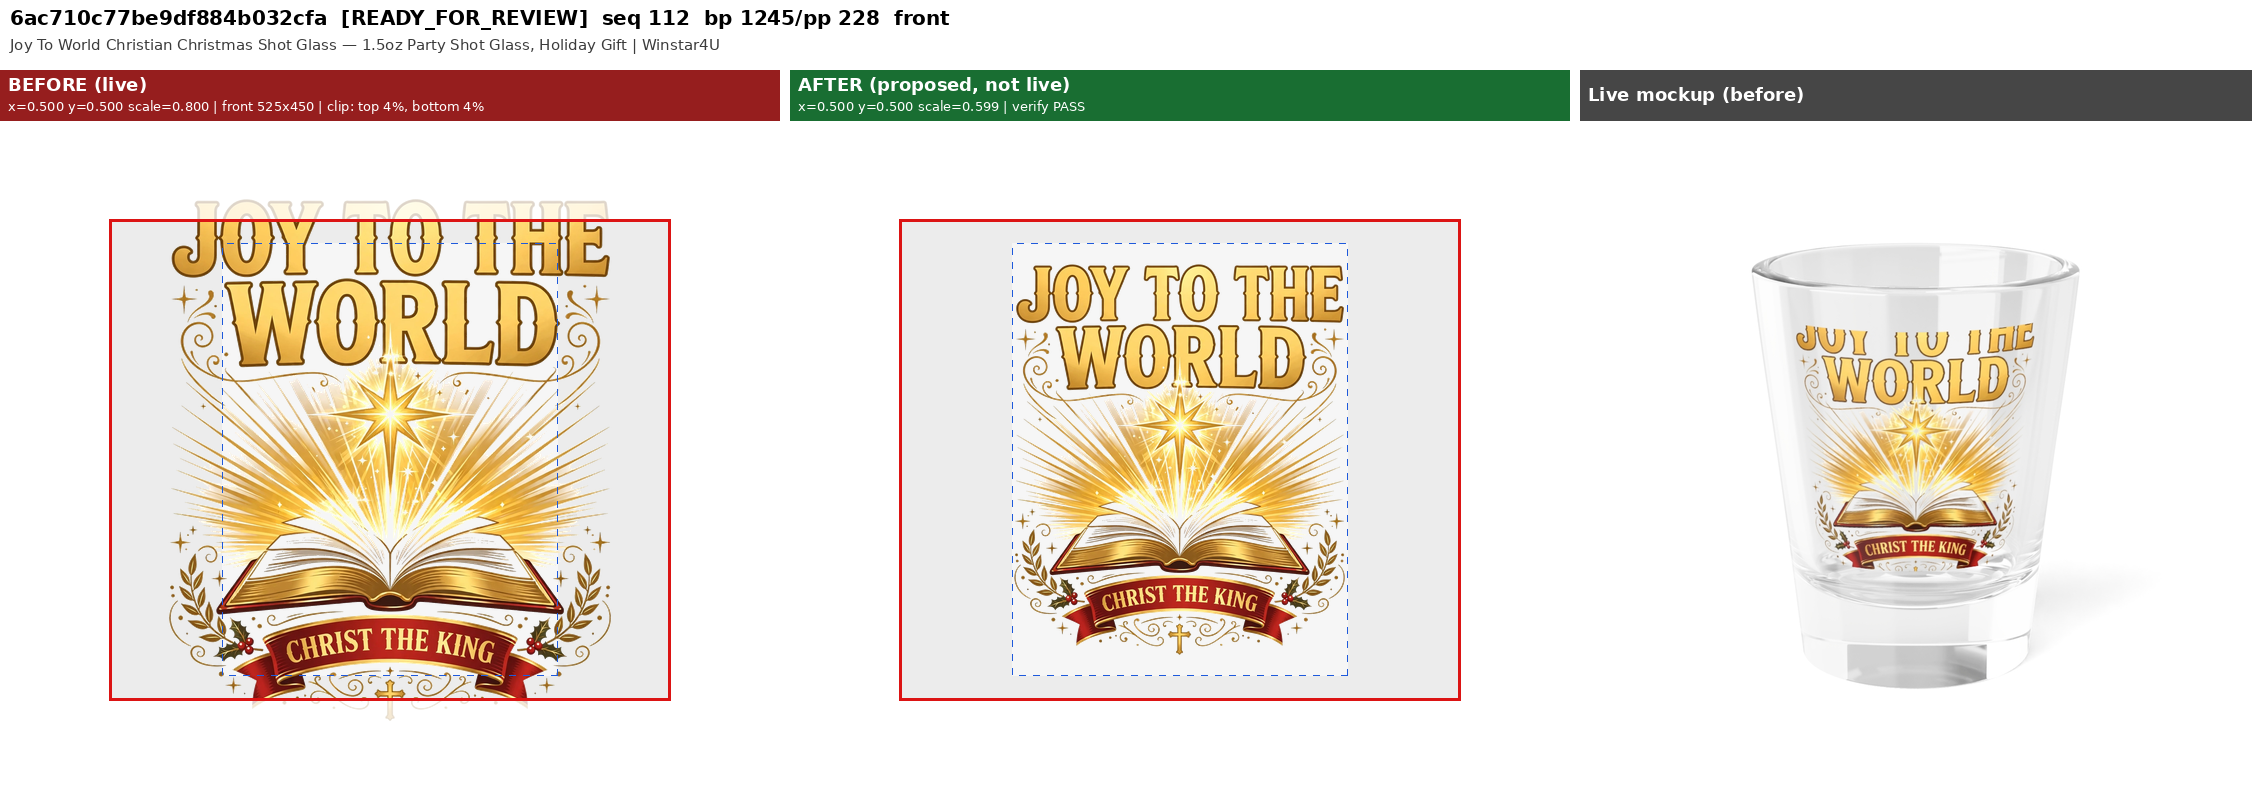 6ac710c77be9df884b032cfa [READY_FOR_REVIEW] seq 112 bp 1245/pp 228 front
Joy To World Christian Christmas Shot Glass — 1.5oz Party Shot Glass, Holiday Gift | Winstar4U
BEFORE (live)
x=0.500 y=0.500 scale=0.800 | front 525x450 | clip: top 4%, bottom 4%
JOY TO THE
WORLD
CHRIST THE KING
AFTER (proposed, not live)
x=0.500 y=0.500 scale=0.599 | verify PASS
JOY TO THE
WORLD
CHRIST THE KING
Live mockup (before)
JOY TO THE
WORLD
CHRIST THE KING